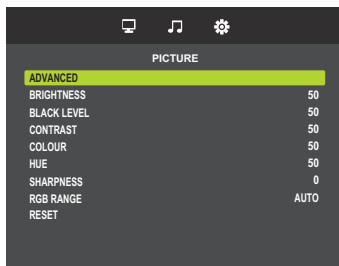 PICTURE
ADVANCED
BRIGHTNESS 50
BLACK LEVEL 50
CONTRAST 50
COLOUR 50
HUE 50
SHARPNESS 0
RGB RANGE AUTO
RESET